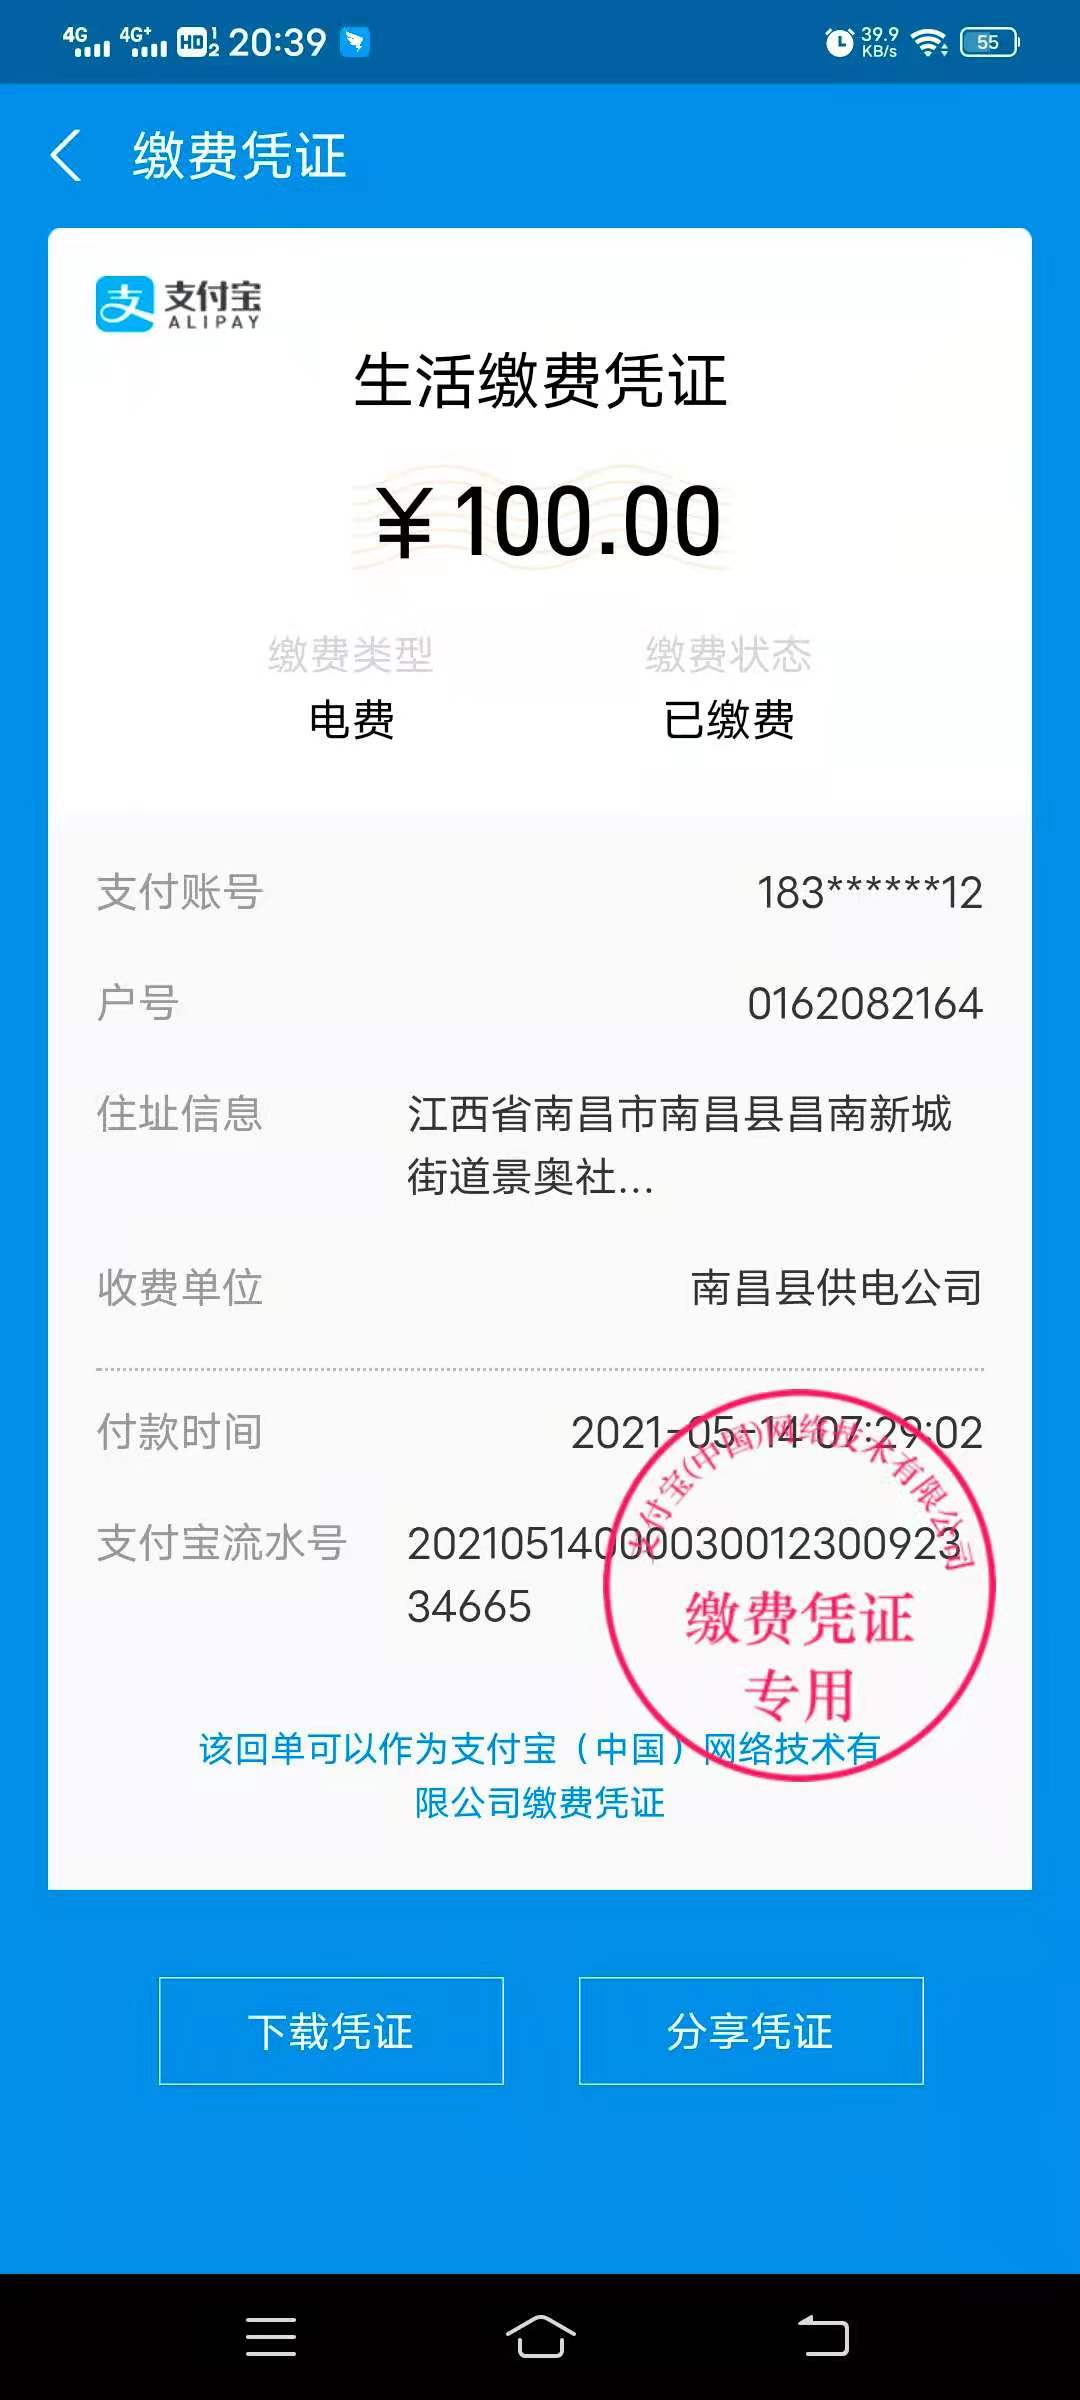 4G 4G+ HD 1 2 20:39 39.9 KB/s 55
缴费凭证
支 支付宝
ALIPAY
生活缴费凭证
￥100.00
缴费类型 缴费状态
电费 已缴费
支付账号 183******12
户号 0162082164
住址信息 江西省南昌市南昌县昌南新城
街道景奥社...
收费单位 南昌县供电公司
付款时间 2021-05-14 07:29:02
支付宝流水号 20210514000030012300923
34665
支付宝(中国)网络技术有限公司
缴费凭证
专用
该回单可以作为支付宝（中国）网络技术有
限公司缴费凭证
下载凭证 分享凭证